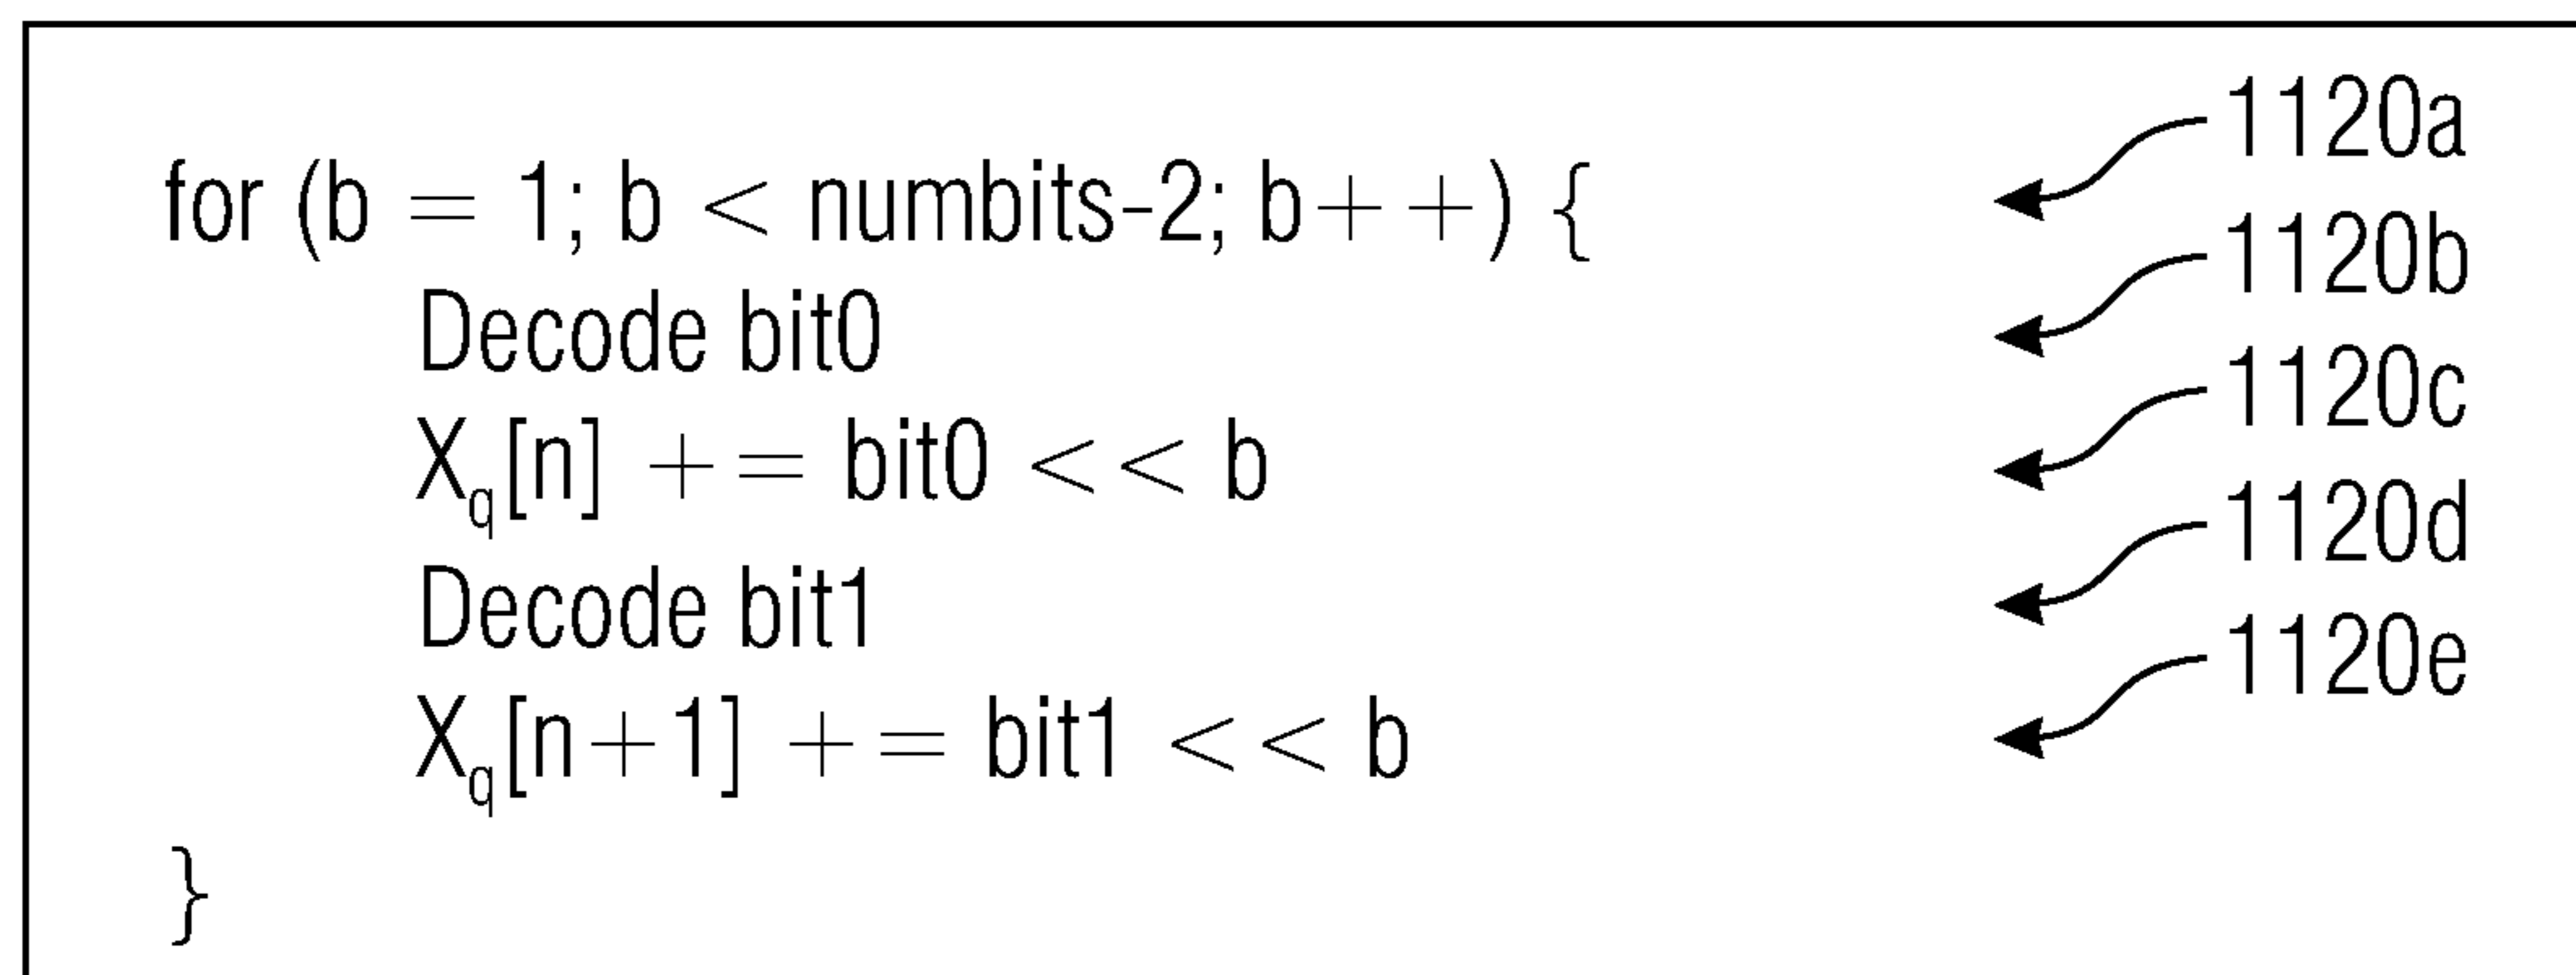 for (b = 1; b < numbits-2; b++) { 1120a
Decode bit0 1120b
Xq[n] += bit0 << b 1120c
Decode bit1 1120d
Xq[n+1] += bit1 << b 1120e
}